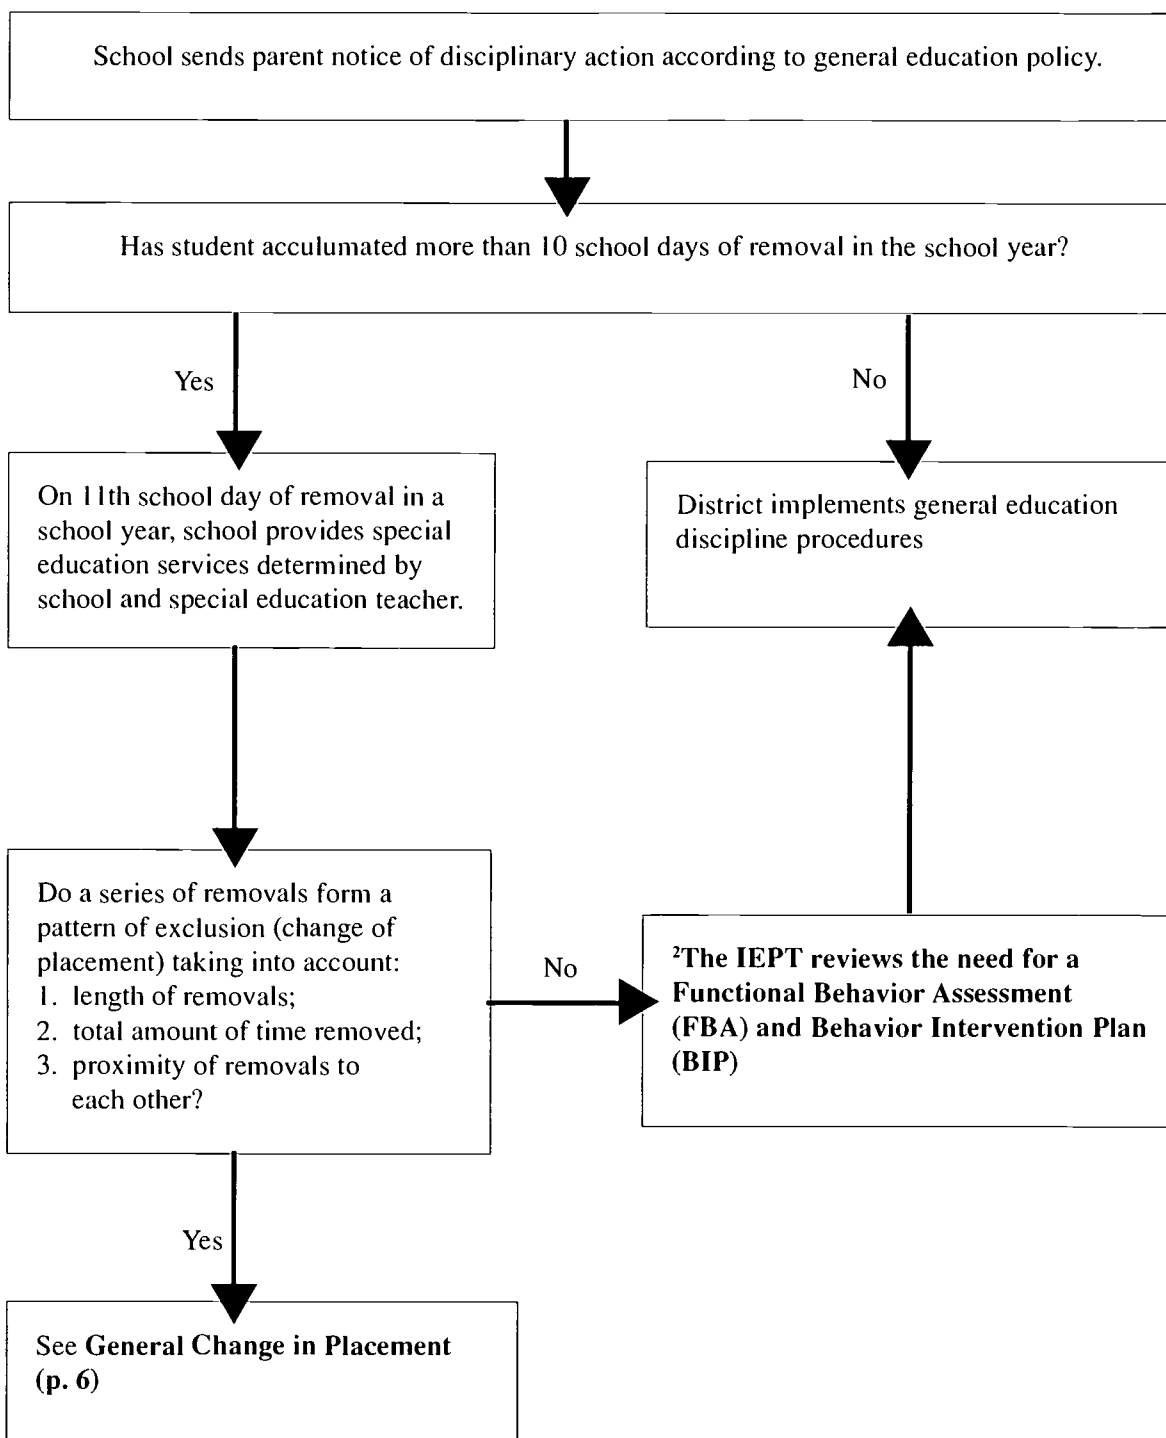 School sends parent notice of disciplinary action according to general education policy.
Has student acculumated more than 10 school days of removal in the school year?
Yes
No
On 11th school day of removal in a
school year, school provides special
education services determined by
school and special education teacher.
District implements general education
discipline procedures
Do a series of removals form a
pattern of exclusion (change of
placement) taking into account:
1. length of removals;
2. total amount of time removed;
3. proximity of removals to
each other?
No
²The IEPT reviews the need for a
Functional Behavior Assessment
(FBA) and Behavior Intervention Plan
(BIP)
Yes
See General Change in Placement
(p. 6)